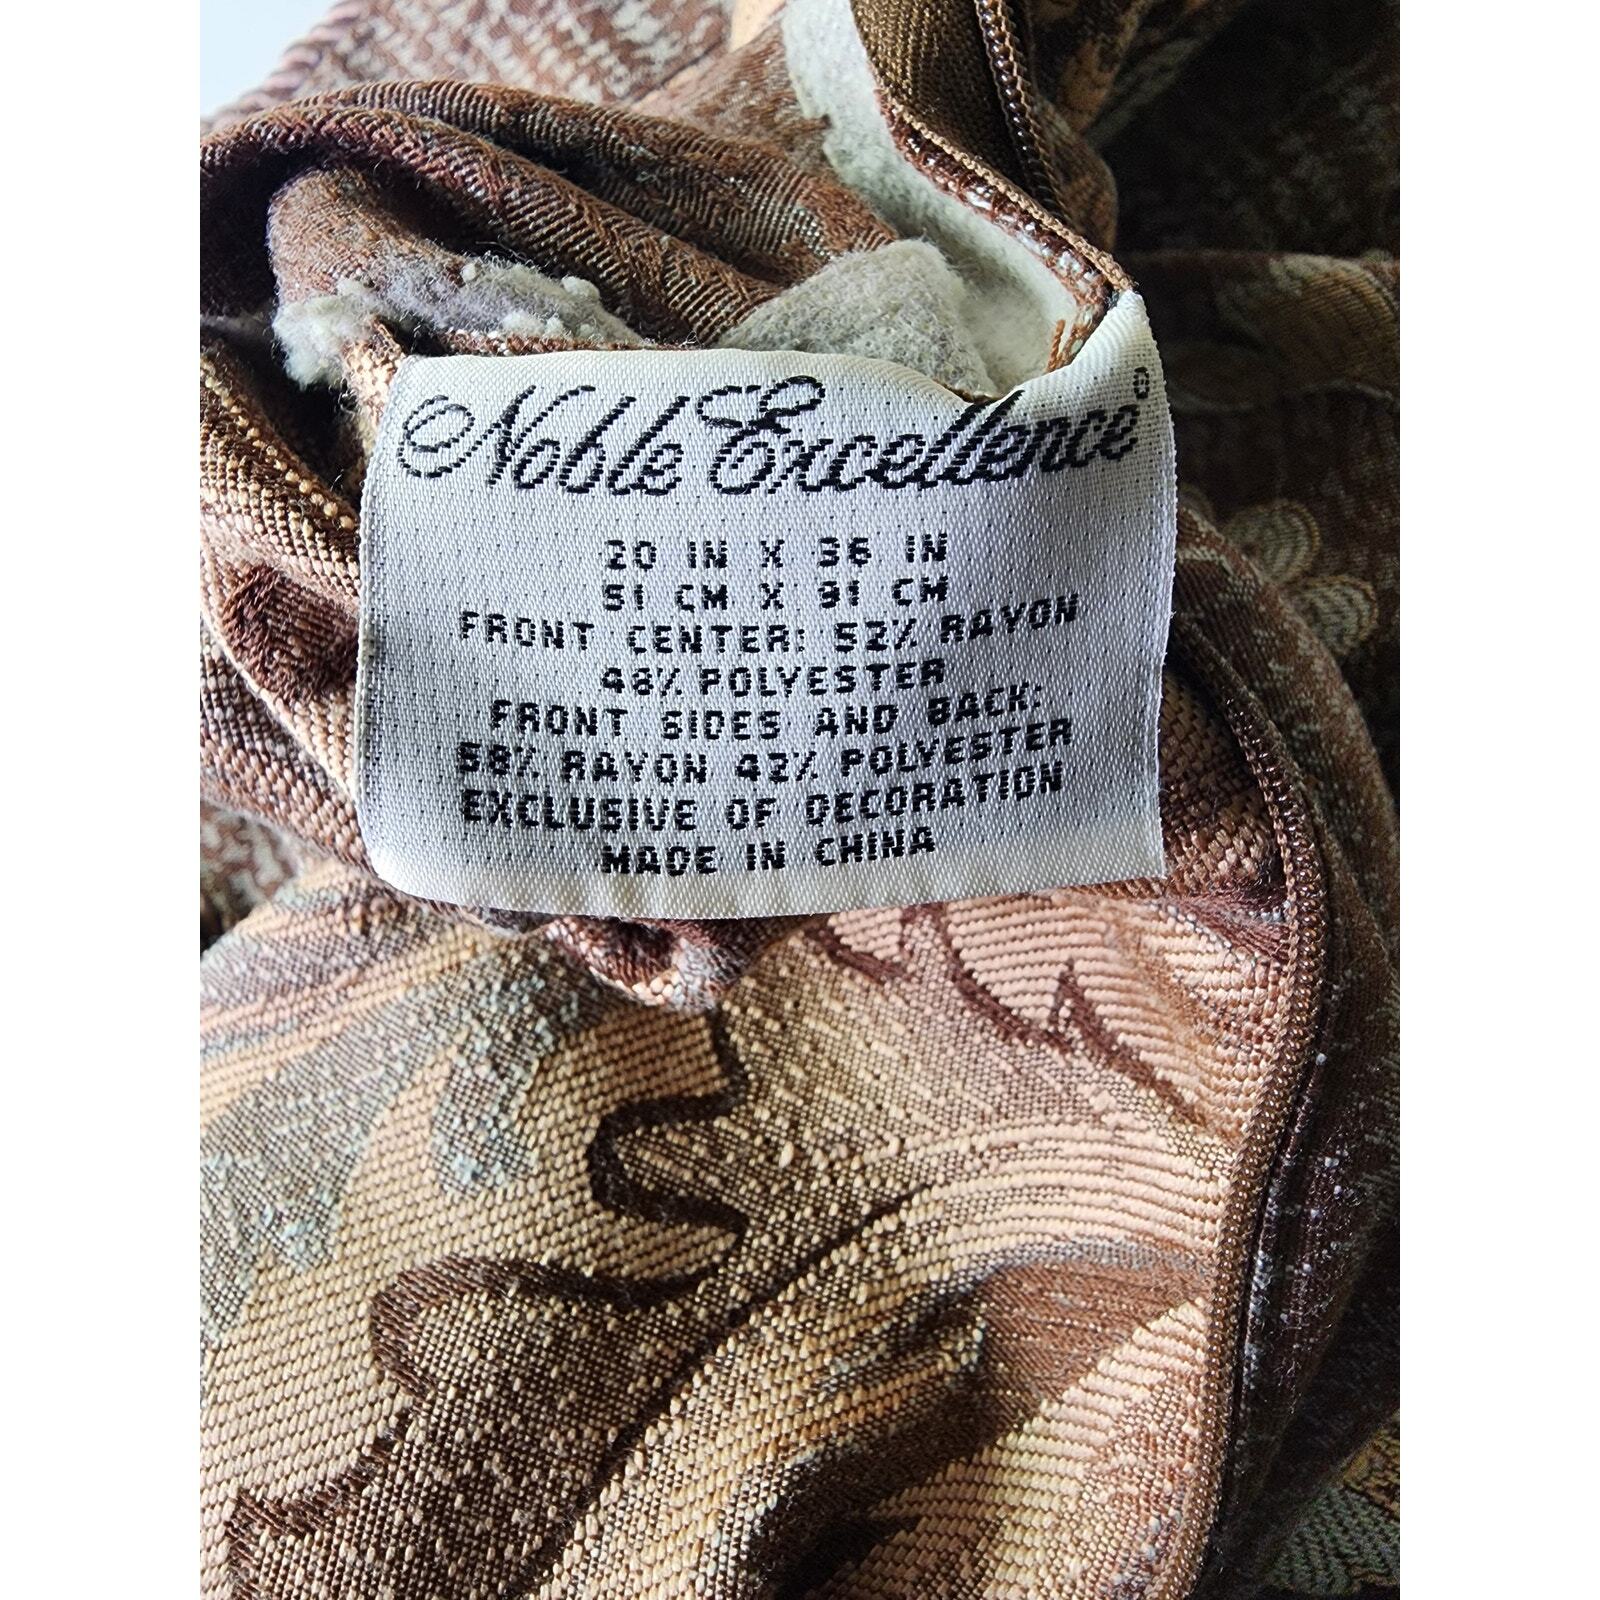 Noble Excellence®
20 IN X 36 IN
51 CM X 91 CM
FRONT CENTER: 52% RAYON
48% POLYESTER
FRONT SIDES AND BACK:
58% RAYON 42% POLYESTER
EXCLUSIVE OF DECORATION
MADE IN CHINA